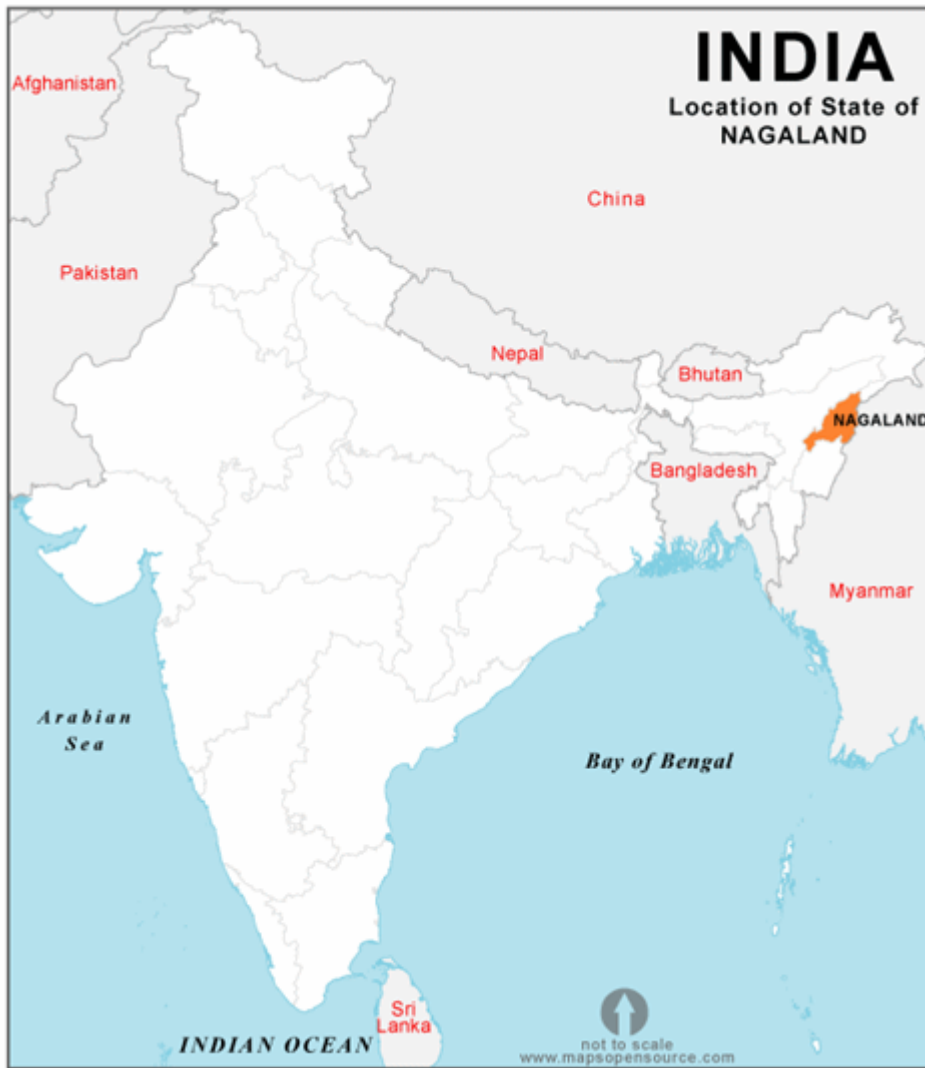 INDIA
Location of State of
NAGALAND
Afghanistan
China
Pakistan
Nepal
Bhutan
NAGALAND
Bangladesh
Myanmar
Arabian
Sea
Bay of Bengal
Sri
Lanka
INDIAN OCEAN
not to scale
www.mapsopensource.com